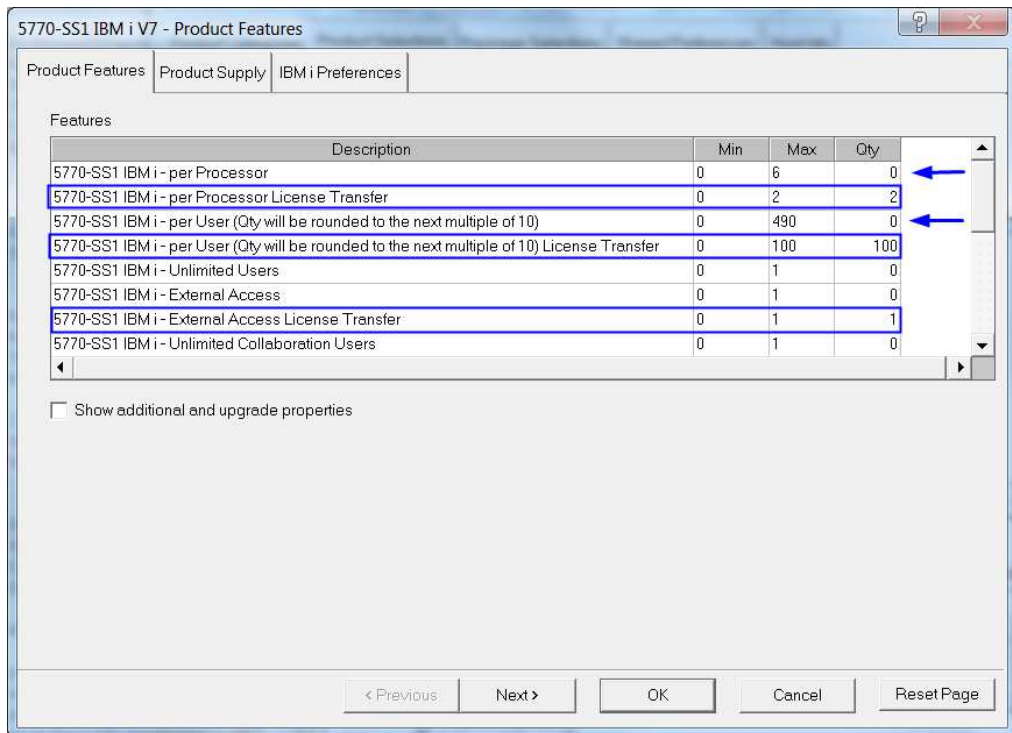 5770-SS1 IBM i V7 - Product Features
Product Features Product Supply IBM i Preferences
Features
Description Min Max Qty
5770-SS1 IBM i - per Processor 0 6 0
5770-SS1 IBM i - per Processor License Transfer 0 2 2
5770-SS1 IBM i - per User (Qty will be rounded to the next multiple of 10) 0 490 0
5770-SS1 IBM i - per User (Qty will be rounded to the next multiple of 10) License Transfer 0 100 100
5770-SS1 IBM i - Unlimited Users 0 1 0
5770-SS1 IBM i - External Access 0 1 0
5770-SS1 IBM i - External Access License Transfer 0 1 1
5770-SS1 IBM i - Unlimited Collaboration Users 0 1 0
Show additional and upgrade properties
< Previous Next > OK Cancel Reset Page